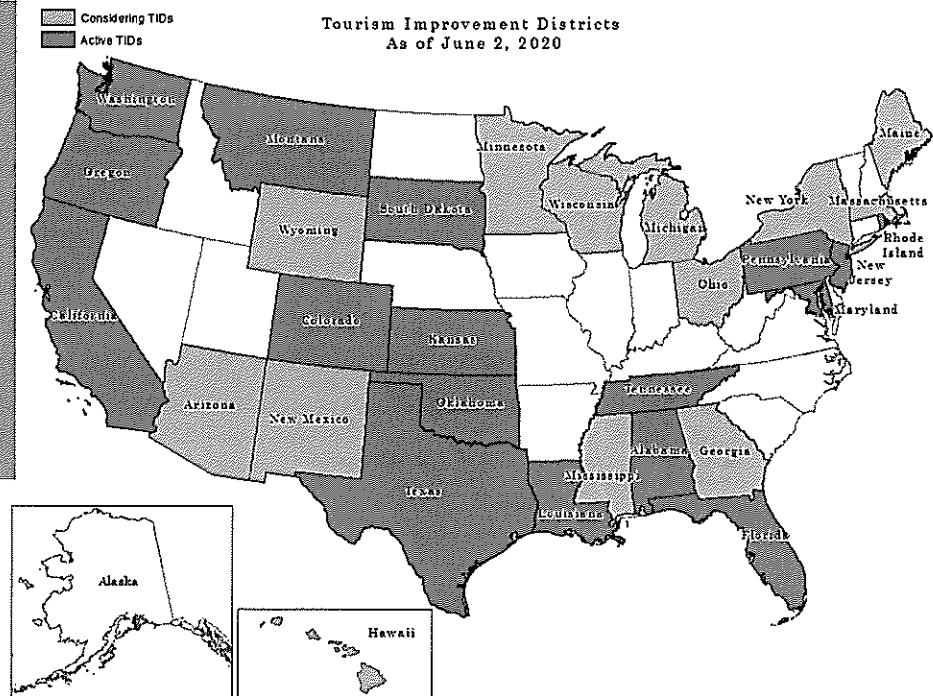 Considering TIDs
Active TIDs
Tourism Improvement Districts
As of June 2, 2020
Washington
Montana
Oregon
Minnesota
Maine
Wisconsin
Michigan
New York
Massachusetts
South Dakota
Wyoming
Rhode
Island
Pennsylvania
New
Jersey
Ohio
Maryland
California
Colorado
Kansas
Tennessee
Arizona
New Mexico
Oklahoma
Alabama
Georgia
Mississippi
Texas
Louisiana
Florida
Alaska
Hawaii